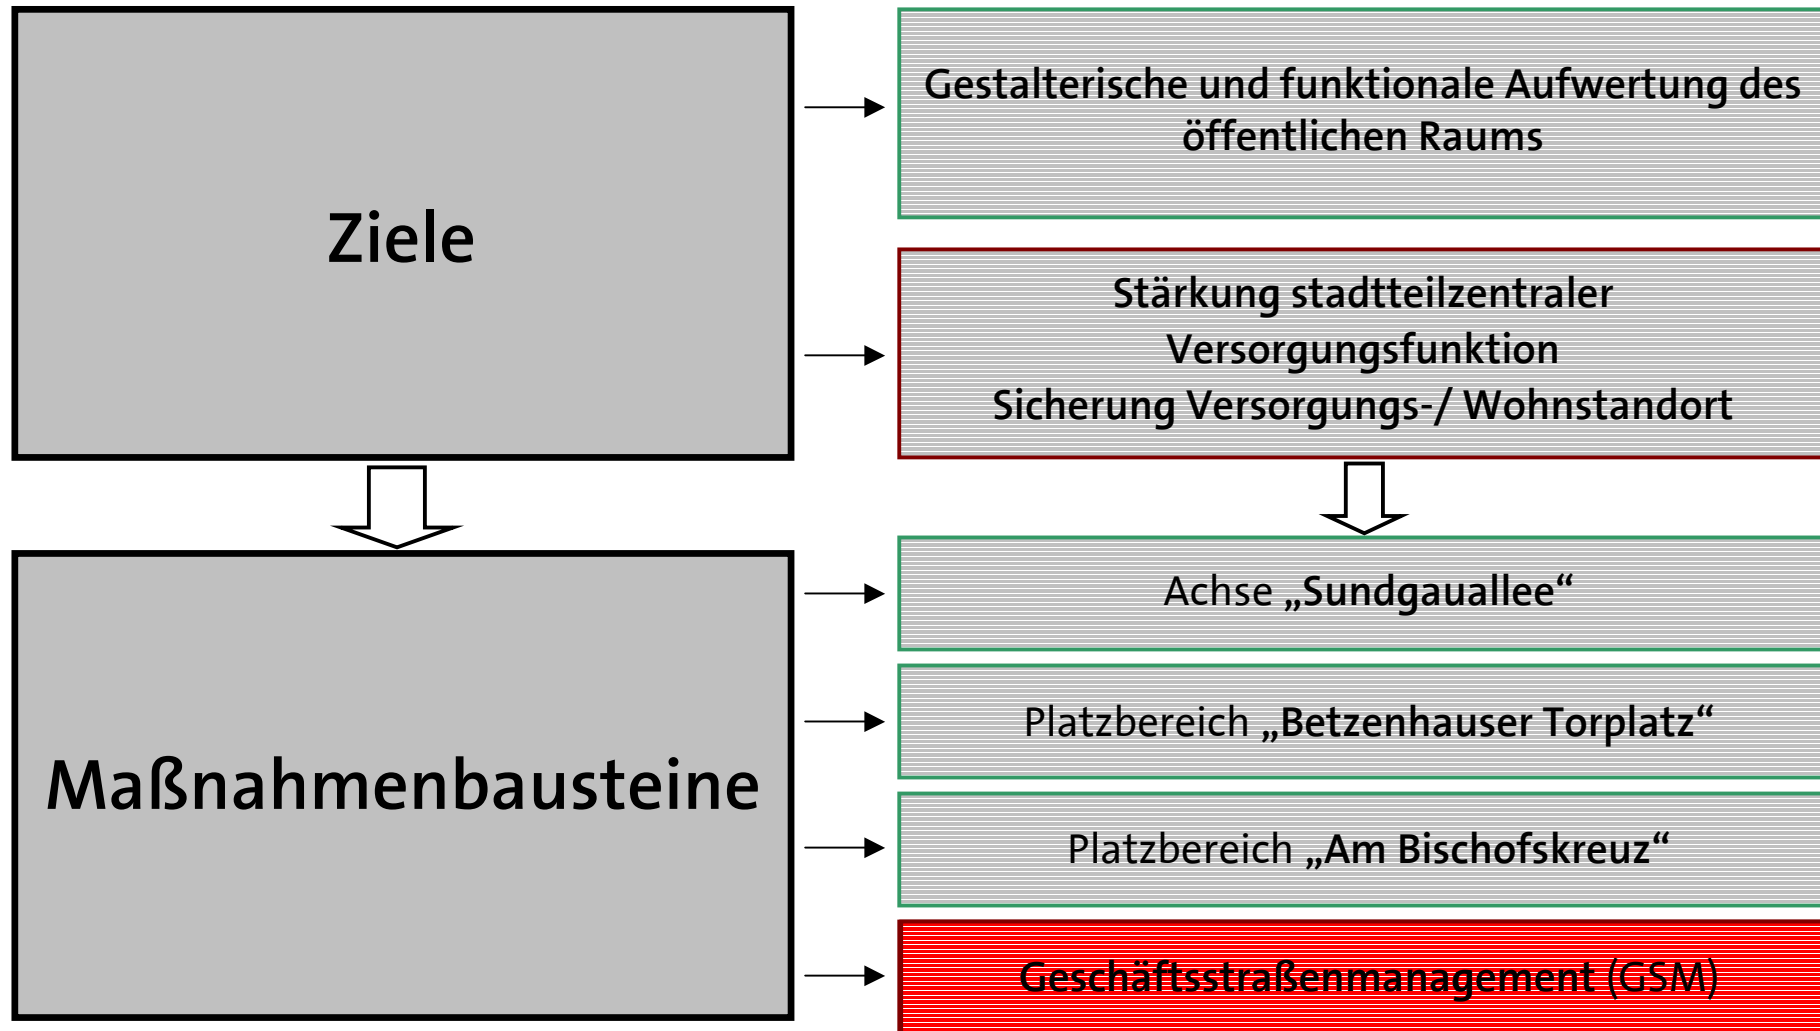 Ziele
Gestalterische und funktionale Aufwertung des
öffentlichen Raums
Stärkung stadtteilzentraler
Versorgungsfunktion
Sicherung Versorgungs-/ Wohnstandort
Maßnahmenbausteine
Achse „Sundgauallee“
Platzbereich „Betzenhauser Torplatz“
Platzbereich „Am Bischofskreuz“
Geschäftsstraßenmanagement (GSM)